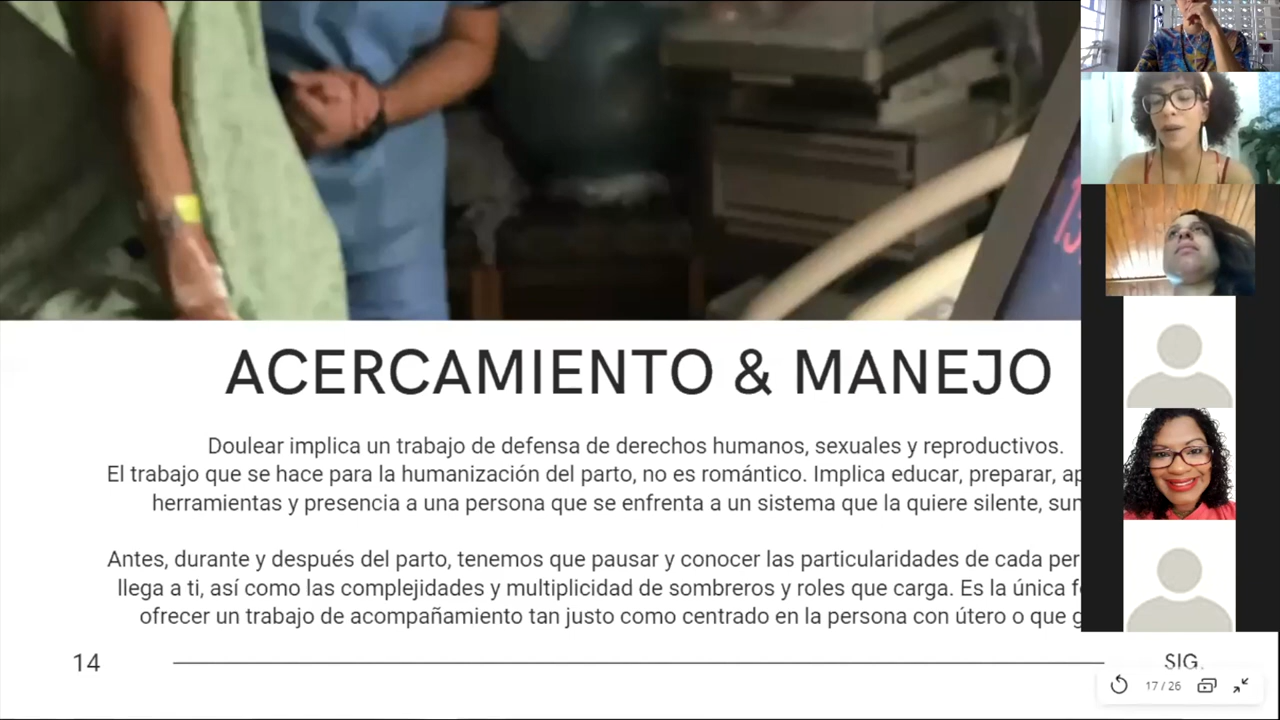 ACERCAMIENTO & MANEJO
Doulear implica un trabajo de defensa de derechos humanos, sexuales y reproductivos.
El trabajo que se hace para la humanización del parto, no es romántico. Implica educar, preparar,
herramientas y presencia a una persona que se enfrenta a un sistema que la quiere silente,
Antes, durante y después del parto, tenemos que pausar y conocer las particularidades de cada
llega a ti, así como las complejidades y multiplicidad de sombreros y roles que carga. Es la única
ofrecer un trabajo de acompañamiento tan justo como centrado en la persona con útero o que
14
SIG.
17 / 26